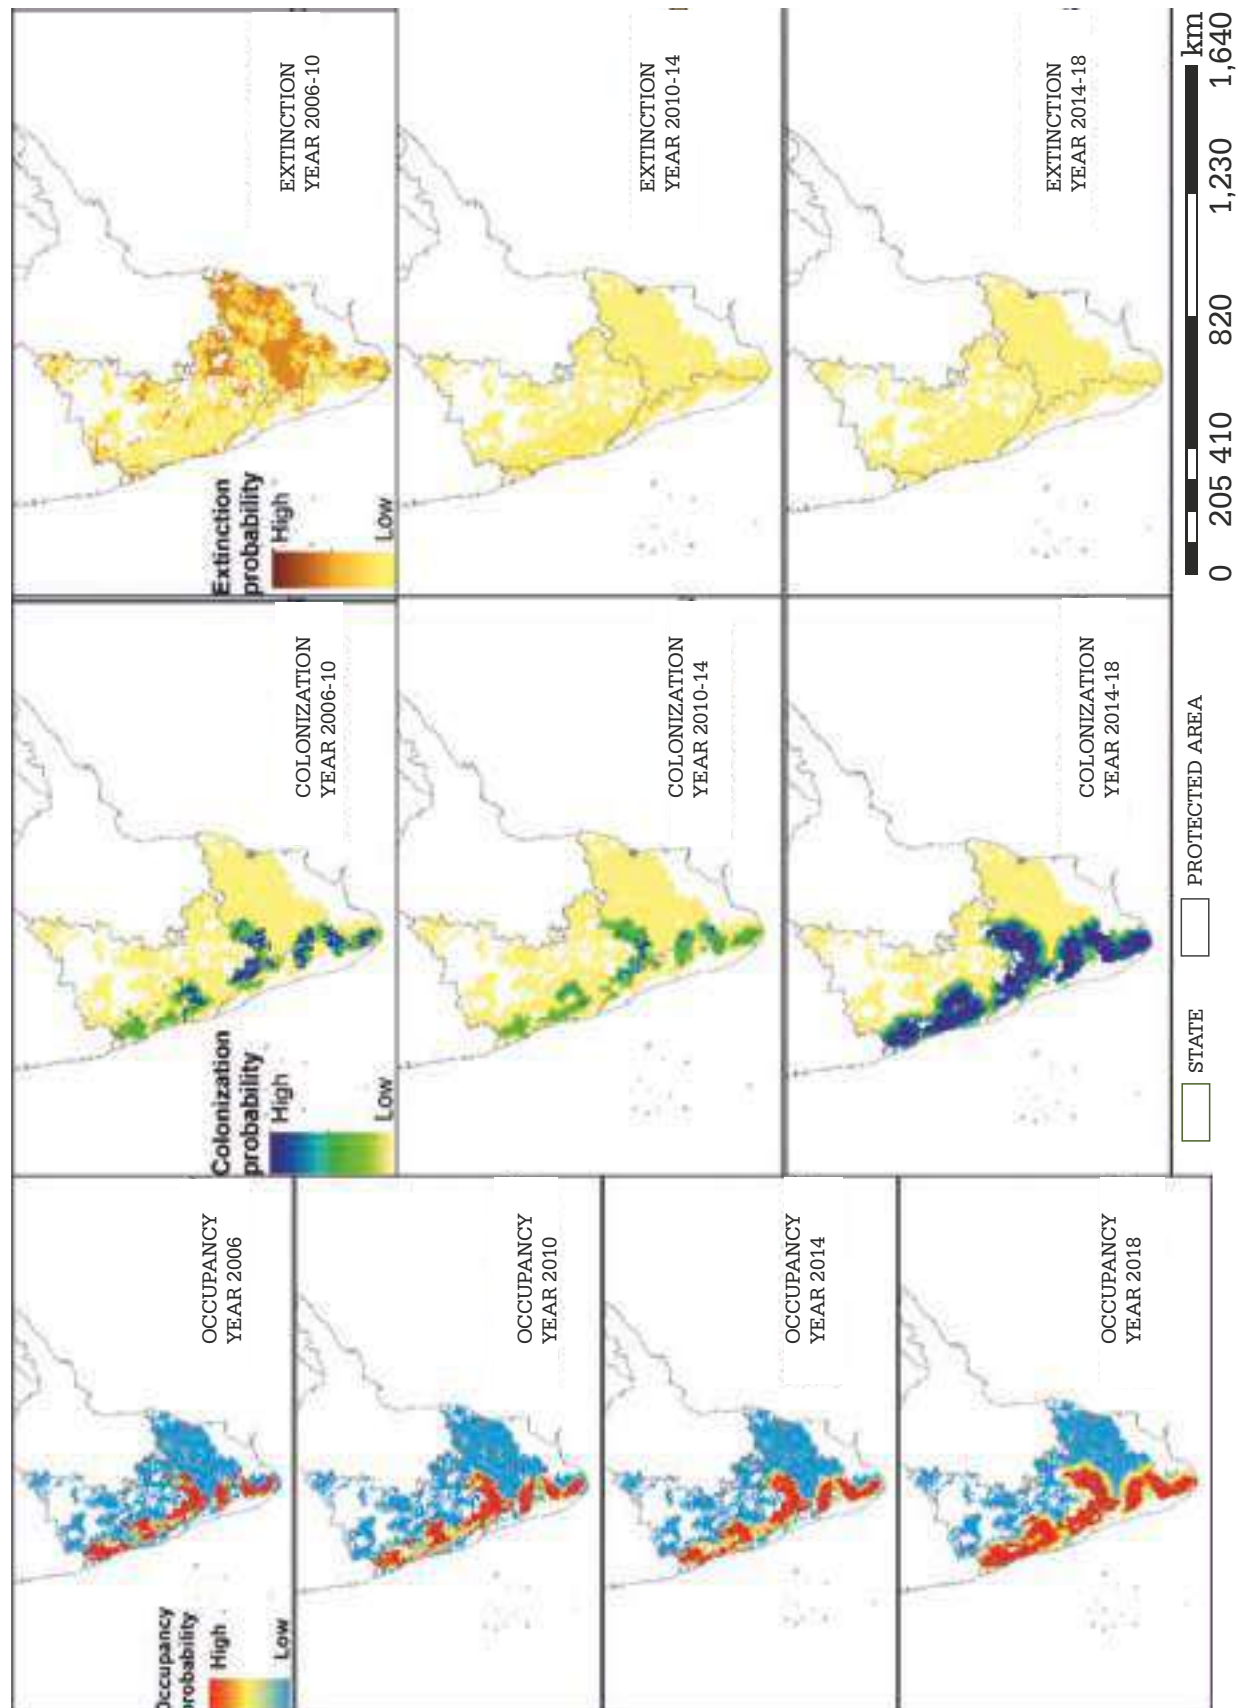 Occupancy
probability
High
Low
OCCUPANCY
YEAR 2006
OCCUPANCY
YEAR 2010
OCCUPANCY
YEAR 2014
OCCUPANCY
YEAR 2018
Colonization
probability
High
Low
COLONIZATION
YEAR 2006-10
COLONIZATION
YEAR 2010-14
COLONIZATION
YEAR 2014-18
Extinction
probability
High
Low
EXTINCTION
YEAR 2006-10
EXTINCTION
YEAR 2010-14
EXTINCTION
YEAR 2014-18
STATE
PROTECTED AREA
km
0 205 410 820 1,230 1,640